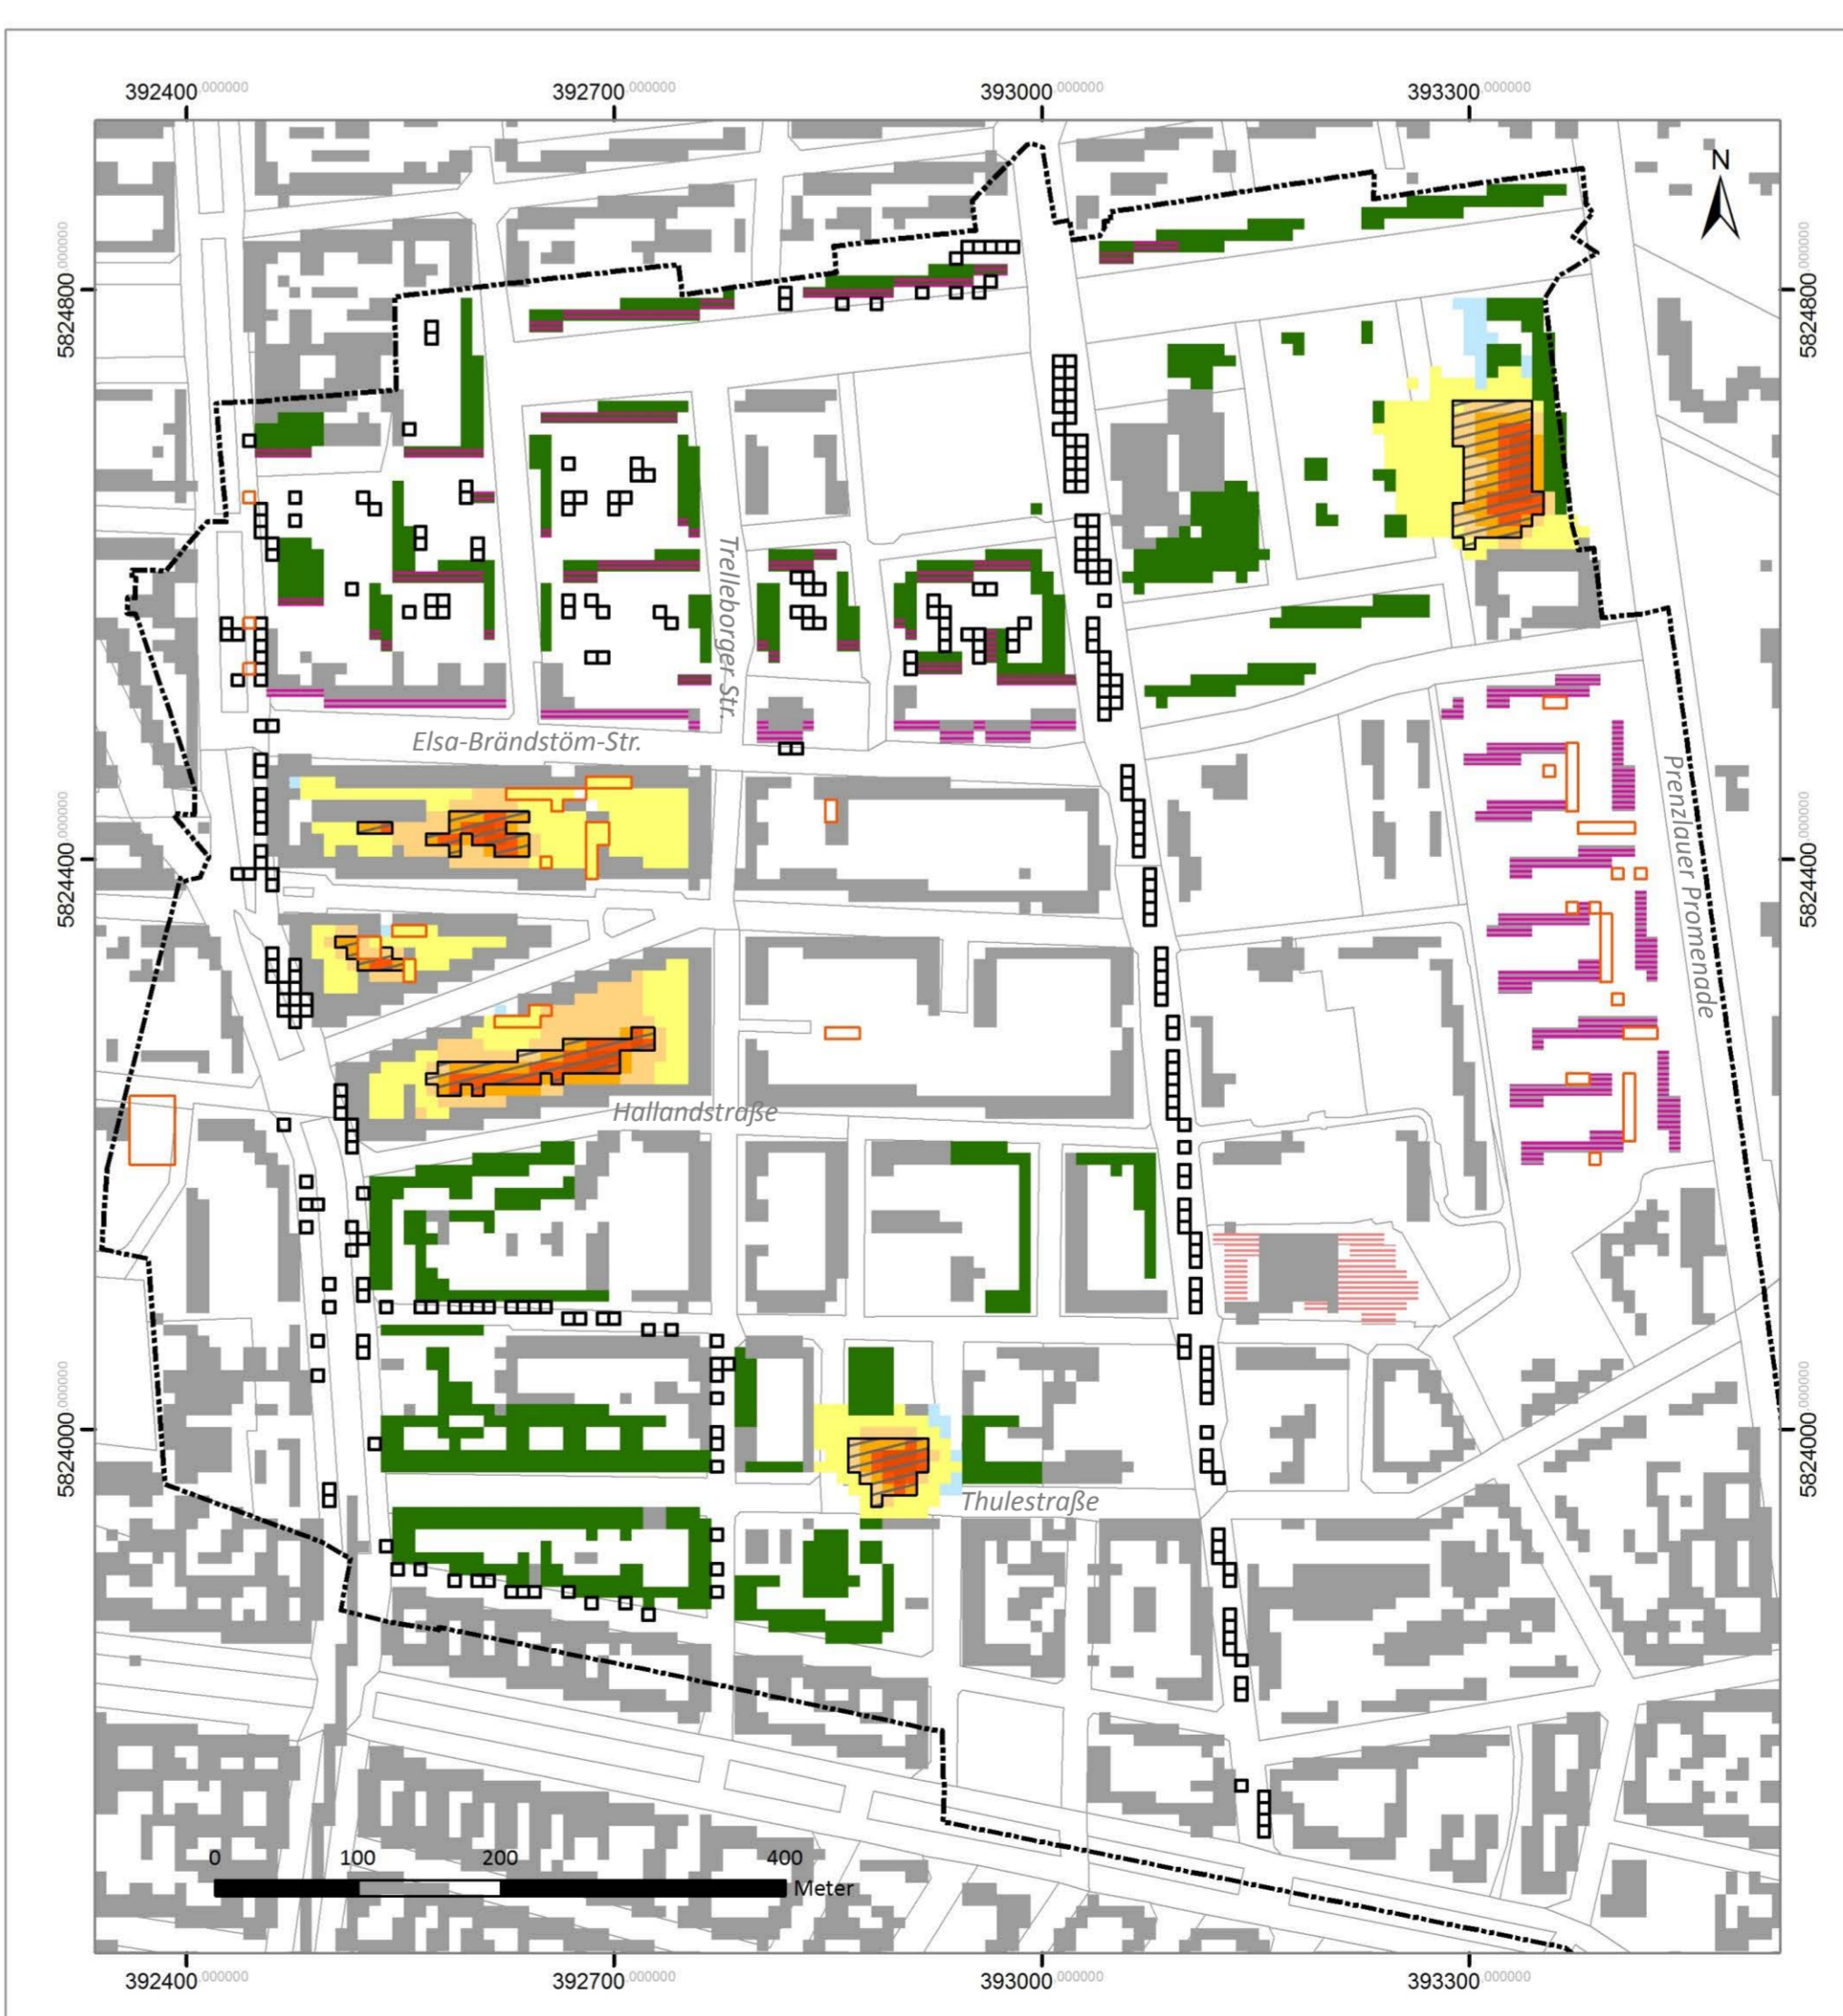 392400.000000 392700.000000 393000.000000 393300.000000
N
5824800.000000
5824800.000000
Trelleborger Str.
Elsa-Brändstöm-Str.
Prenzlauer Promenade
5824400.000000
5824400.000000
Hallandstraße
5824000.000000
5824000.000000
Thulestraße
0 100 200 400
Meter
392400.000000 392700.000000 393000.000000 393300.000000